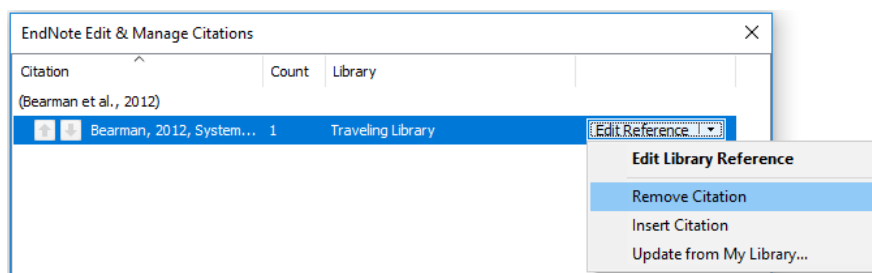 EndNote Edit & Manage Citations
Citation Count Library
(Bearman et al., 2012)
Bearman, 2012, System... 1 Traveling Library Edit Reference
Edit Library Reference
Remove Citation
Insert Citation
Update from My Library...